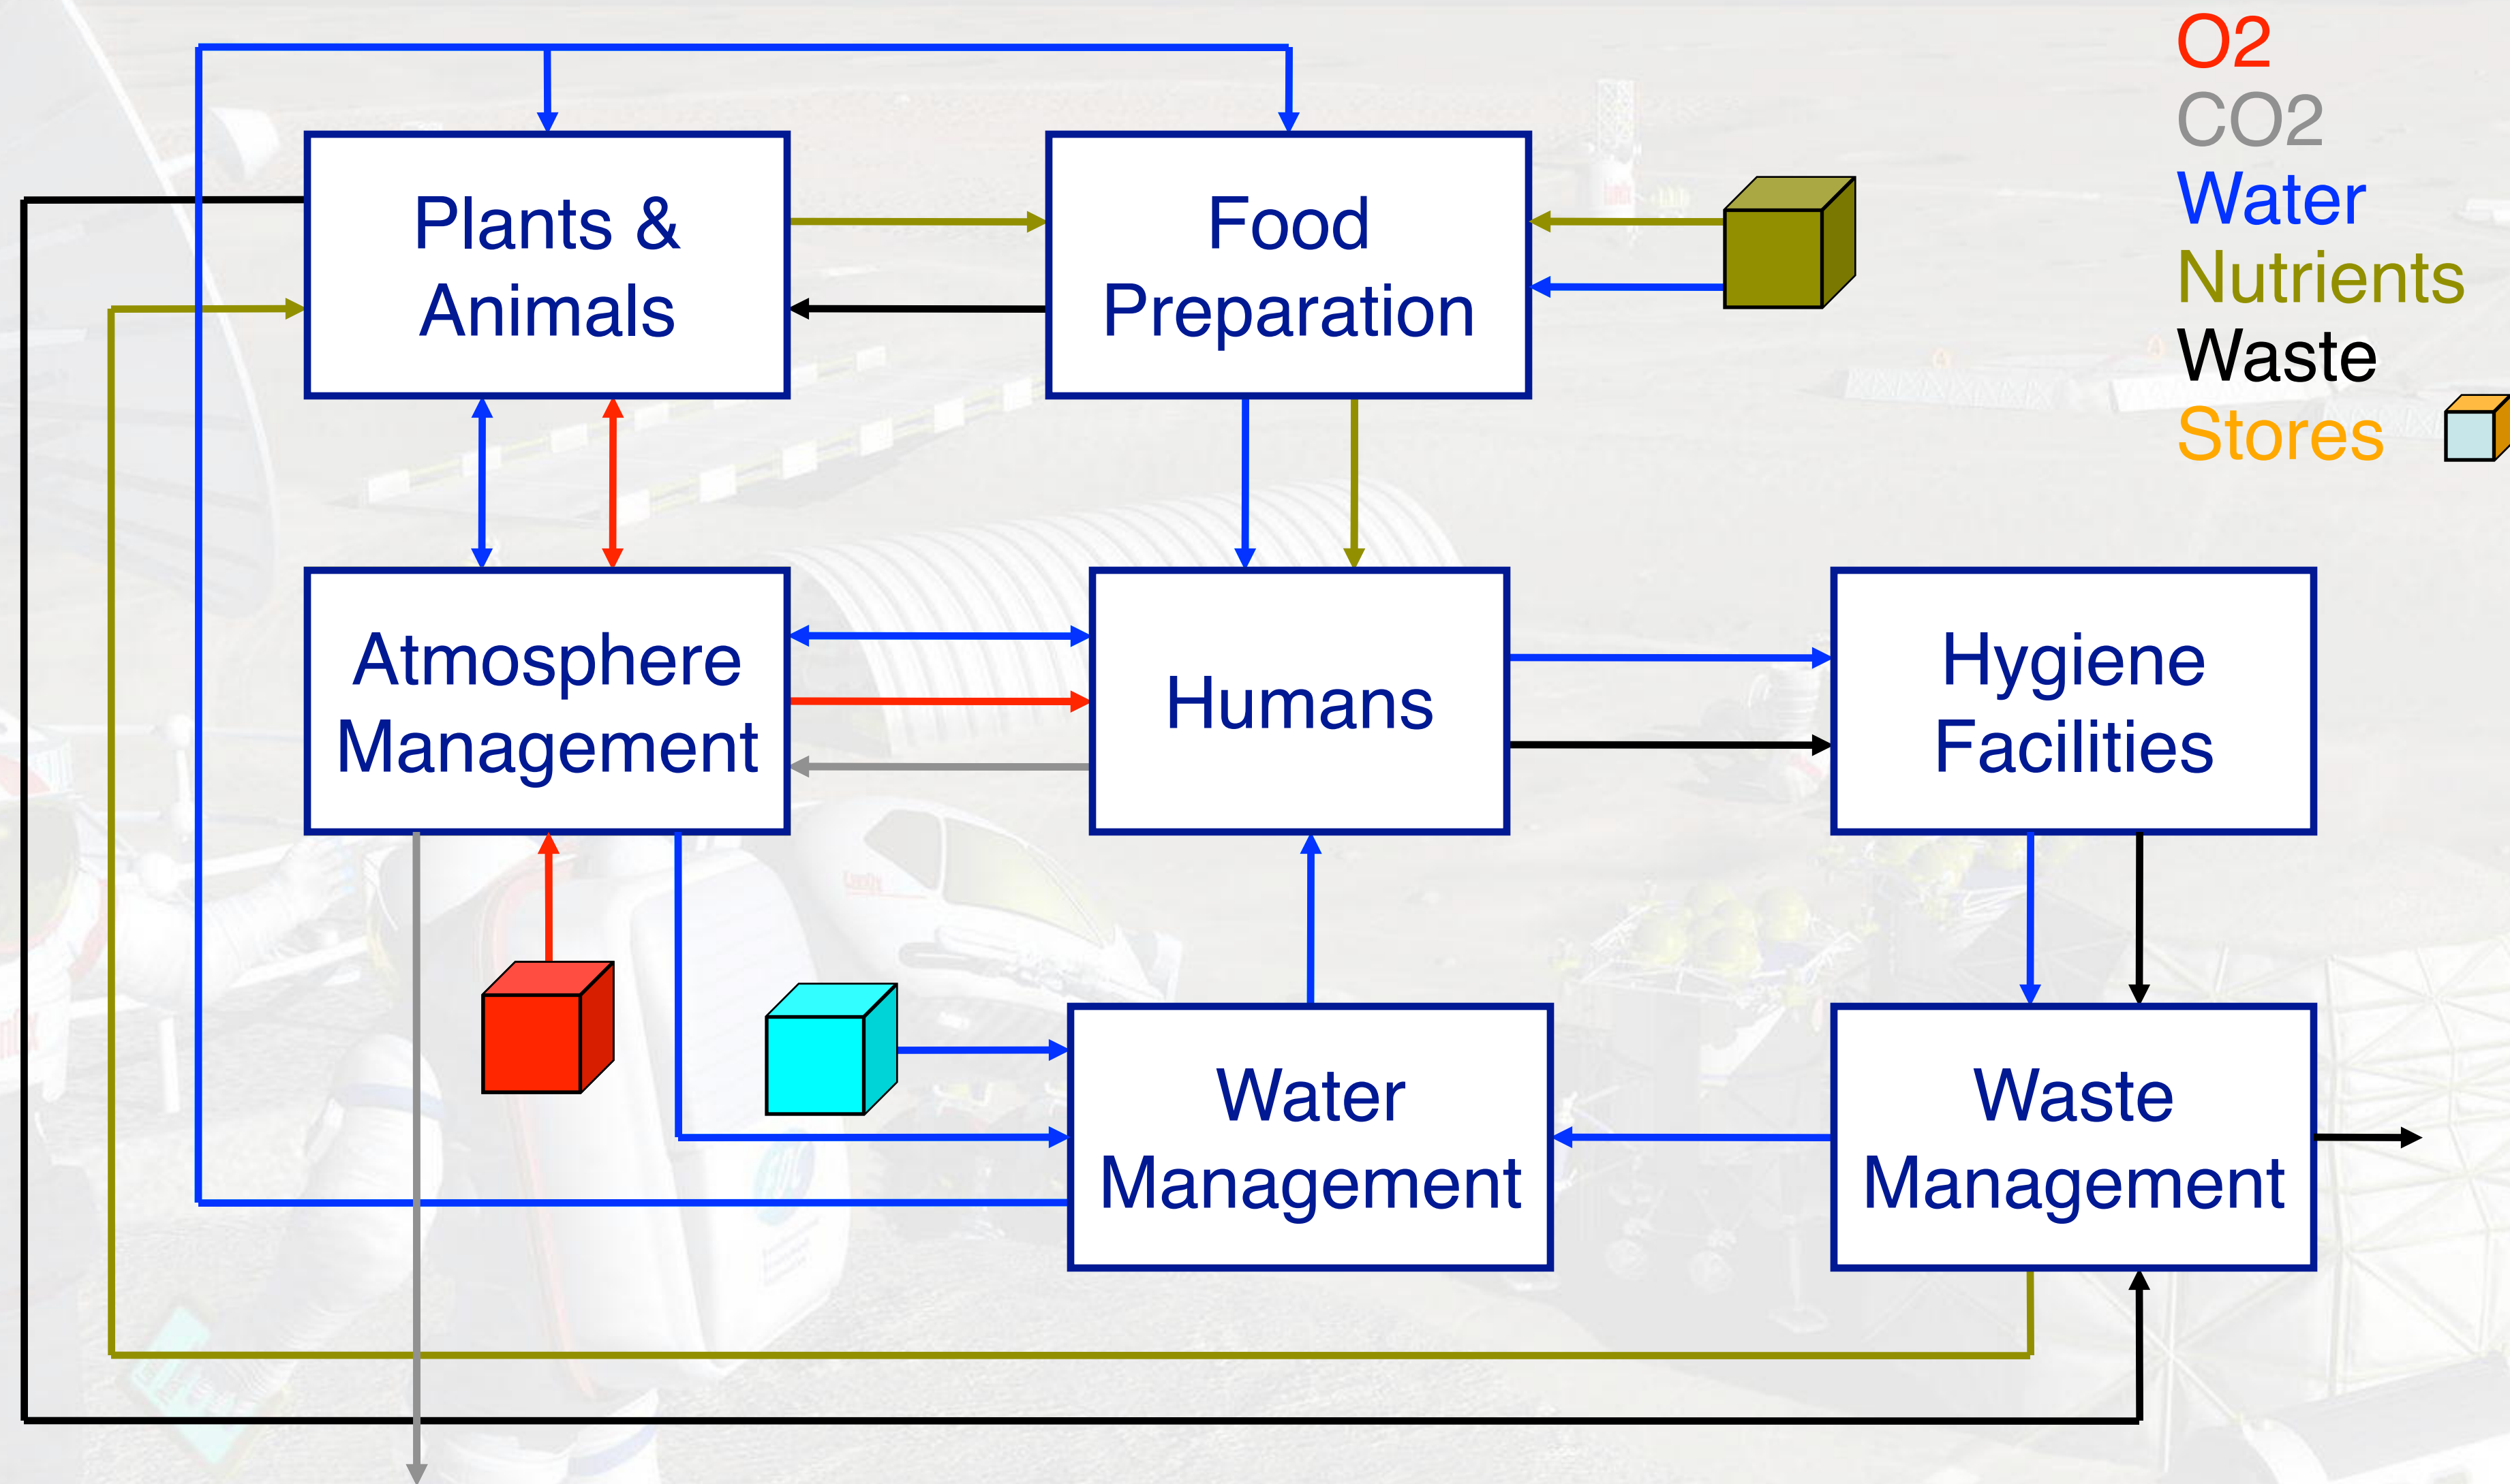 O2
CO2
Water
Nutrients
Waste
Stores
Plants &
Animals
Food
Preparation
Atmosphere
Management
Humans
Hygiene
Facilities
Water
Management
Waste
Management